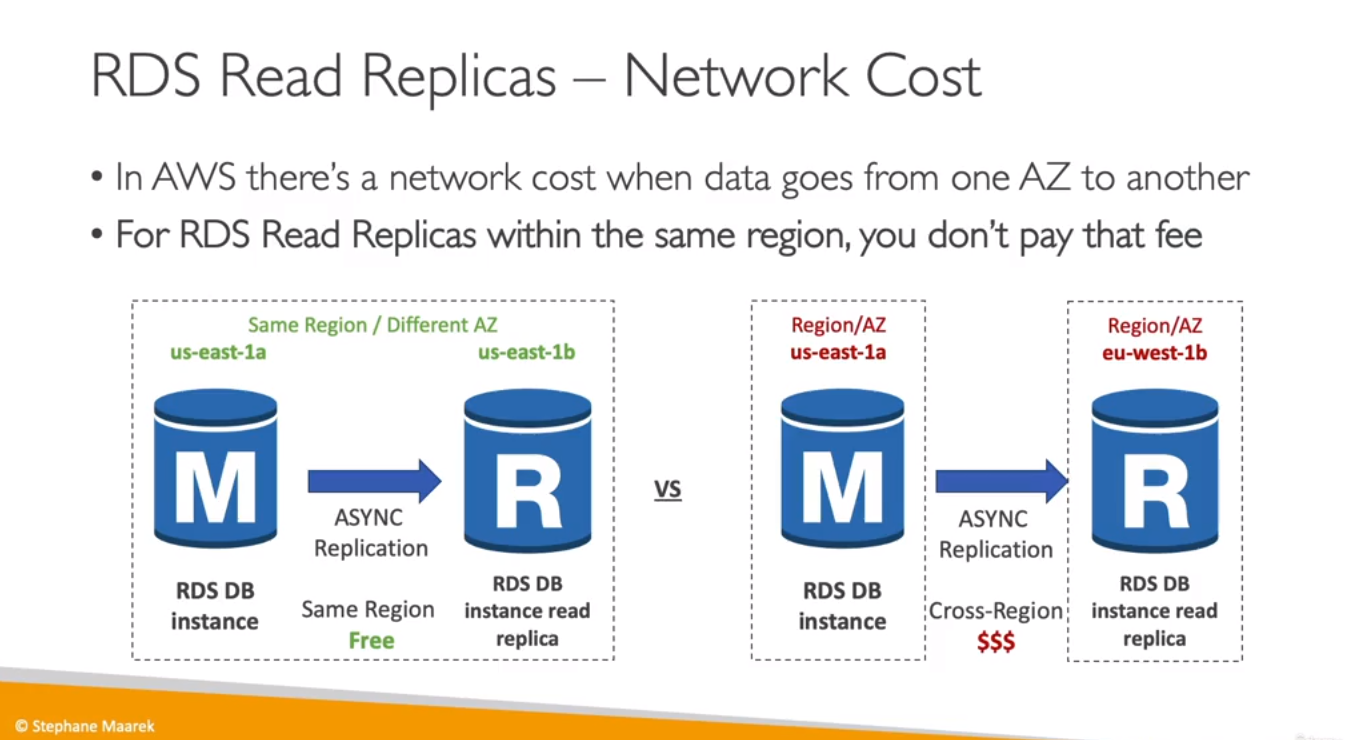 RDS Read Replicas – Network Cost
• In AWS there's a network cost when data goes from one AZ to another
• For RDS Read Replicas within the same region, you don't pay that fee
Same Region / Different AZ
us-east-1a
us-east-1b
M
R
ASYNC
Replication
RDS DB
instance
Same Region
Free
RDS DB
instance read
replica
VS
Region/AZ
us-east-1a
Region/AZ
eu-west-1b
M
R
ASYNC
Replication
RDS DB
instance
Cross-Region
$$$
RDS DB
instance read
replica
© Stephane Maarek